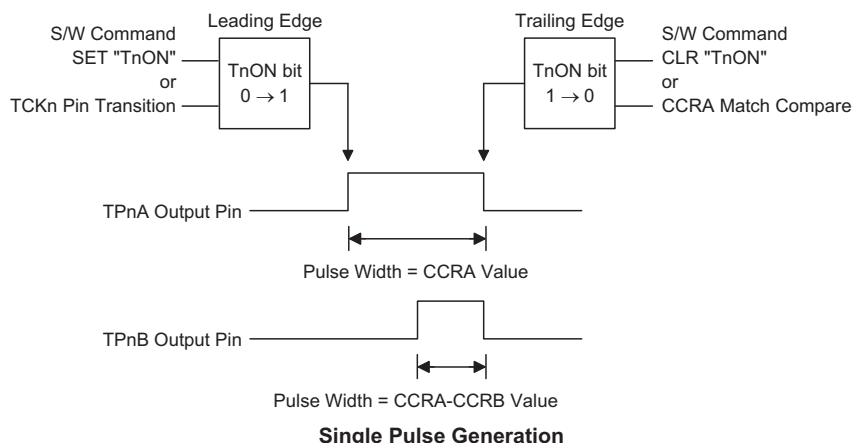 Leading Edge
Trailing Edge
S/W Command
SET "TnON"
or
TCKn Pin Transition
TnON bit
0 → 1
TnON bit
1 → 0
S/W Command
CLR "TnON"
or
CCRA Match Compare
TPnA Output Pin
Pulse Width = CCRA Value
TPnB Output Pin
Pulse Width = CCRA-CCRB Value
Single Pulse Generation